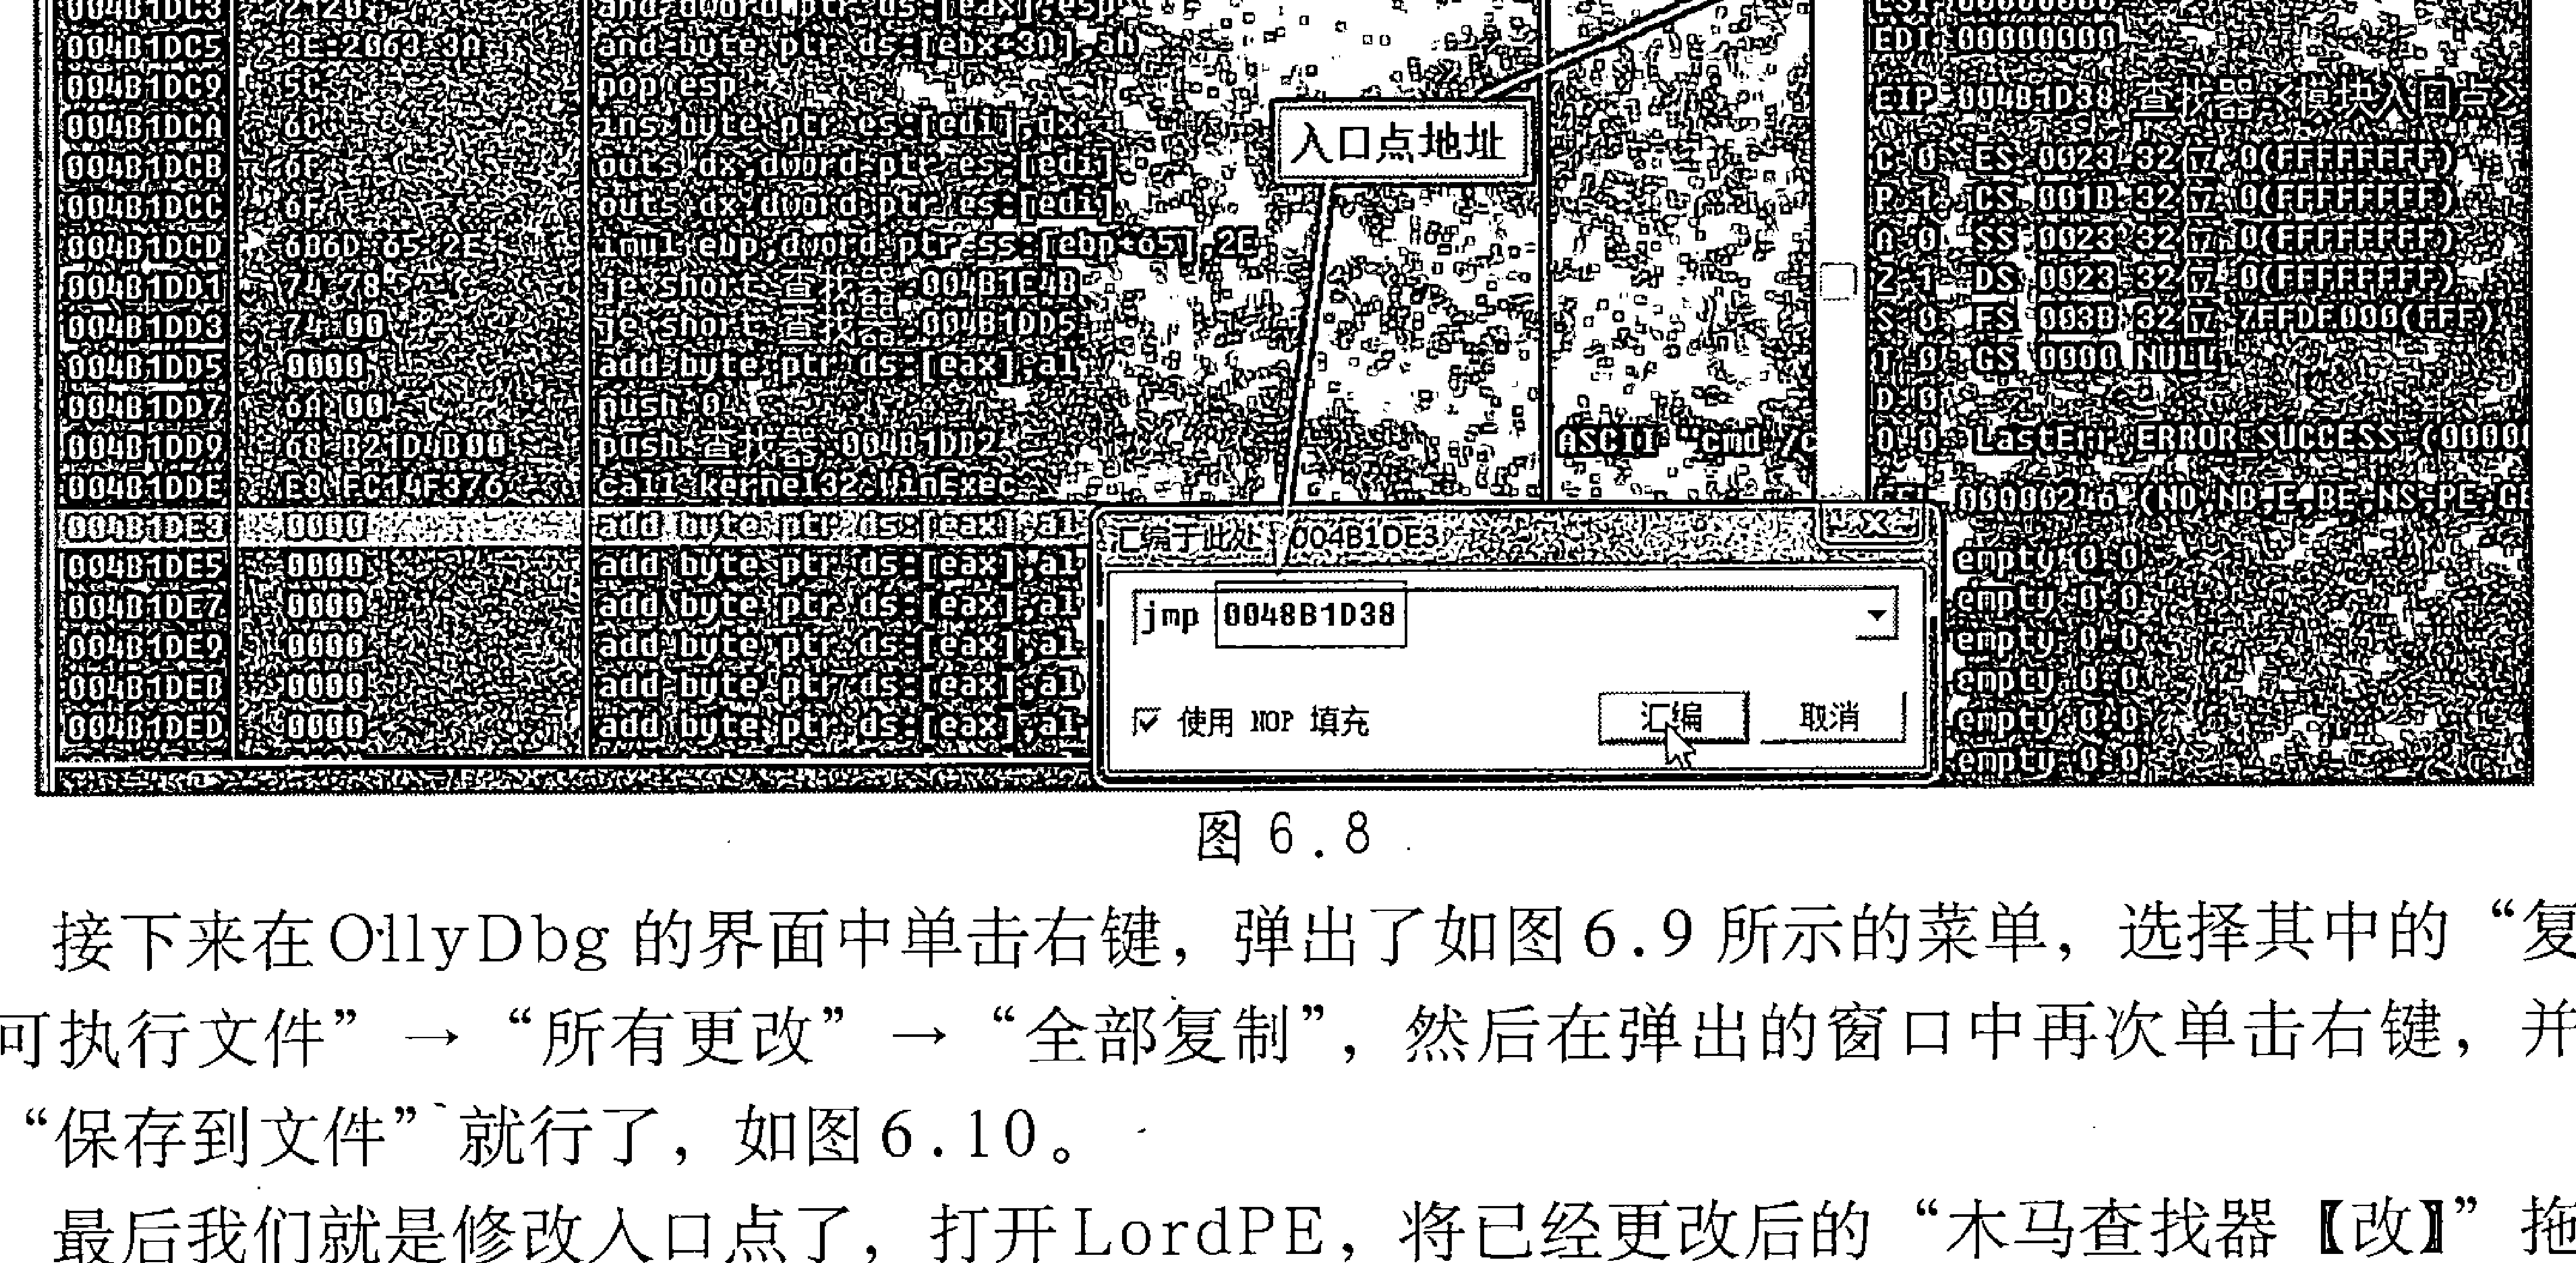 004B1DC5 3E:2063 3A and byte ptr ds:[ebx+3A],ah
EDI 00000000
004B1DC9 5C pop esp
EIP 004B1D38 查找器.<模块入口点>
004B1DCA 6C ins byte ptr es:[edi],dx
入口点地址
004B1DCB 6F outs dx,dword ptr es:[edi]
C 0 ES 0023 32位 0(FFFFFFFF)
004B1DCC 6F outs dx,dword ptr es:[edi]
P 1 CS 001B 32位 0(FFFFFFFF)
004B1DCD 6B6D 65 2E imul ebp,dword ptr ss:[ebp+65],2E
A 0 SS 0023 32位 0(FFFFFFFF)
004B1DD1 74 78 je short 查找器.004B1E4B
Z 1 DS 0023 32位 0(FFFFFFFF)
004B1DD3 74 00 je short 查找器.004B1DD5
S 0 FS 003B 32位 7FFDF000(FFF)
004B1DD5 0000 add byte ptr ds:[eax],al
T 0 GS 0000 NULL
004B1DD7 6A 00 push 0
D 0
004B1DD9 68 B21D4B00 push 查找器.004B1DB2 ASCII "cmd /c
O 0 LastErr ERROR_SUCCESS (0000
004B1DDE E8 FC14F376 call kernel32.WinExec
00000246 (NO,NB,E,BE,NS,PE,GE
004B1DE3 0000 add byte ptr ds:[eax],al
汇编于此处：004B1DE3
004B1DE5 0000 add byte ptr ds:[eax],al
empty 0.0
004B1DE7 0000 add byte ptr ds:[eax],al
jmp 0048B1D38
empty 0.0
004B1DE9 0000 add byte ptr ds:[eax],al
empty 0.0
004B1DEB 0000 add byte ptr ds:[eax],al
empty 0.0
004B1DED 0000 add byte ptr ds:[eax],al
使用 NOP 填充 汇编 取消
empty 0.0
empty 0.0
图 6.8
接下来在OllyDbg 的界面中单击右键，弹出了如图 6.9 所示的菜单，选择其中的“复
可执行文件”→“所有更改”→“全部复制”，然后在弹出的窗口中再次单击右键，并
“保存到文件”就行了，如图 6.10。
最后我们就是修改入口点了，打开LordPE，将已经更改后的“木马查找器【改】”拖